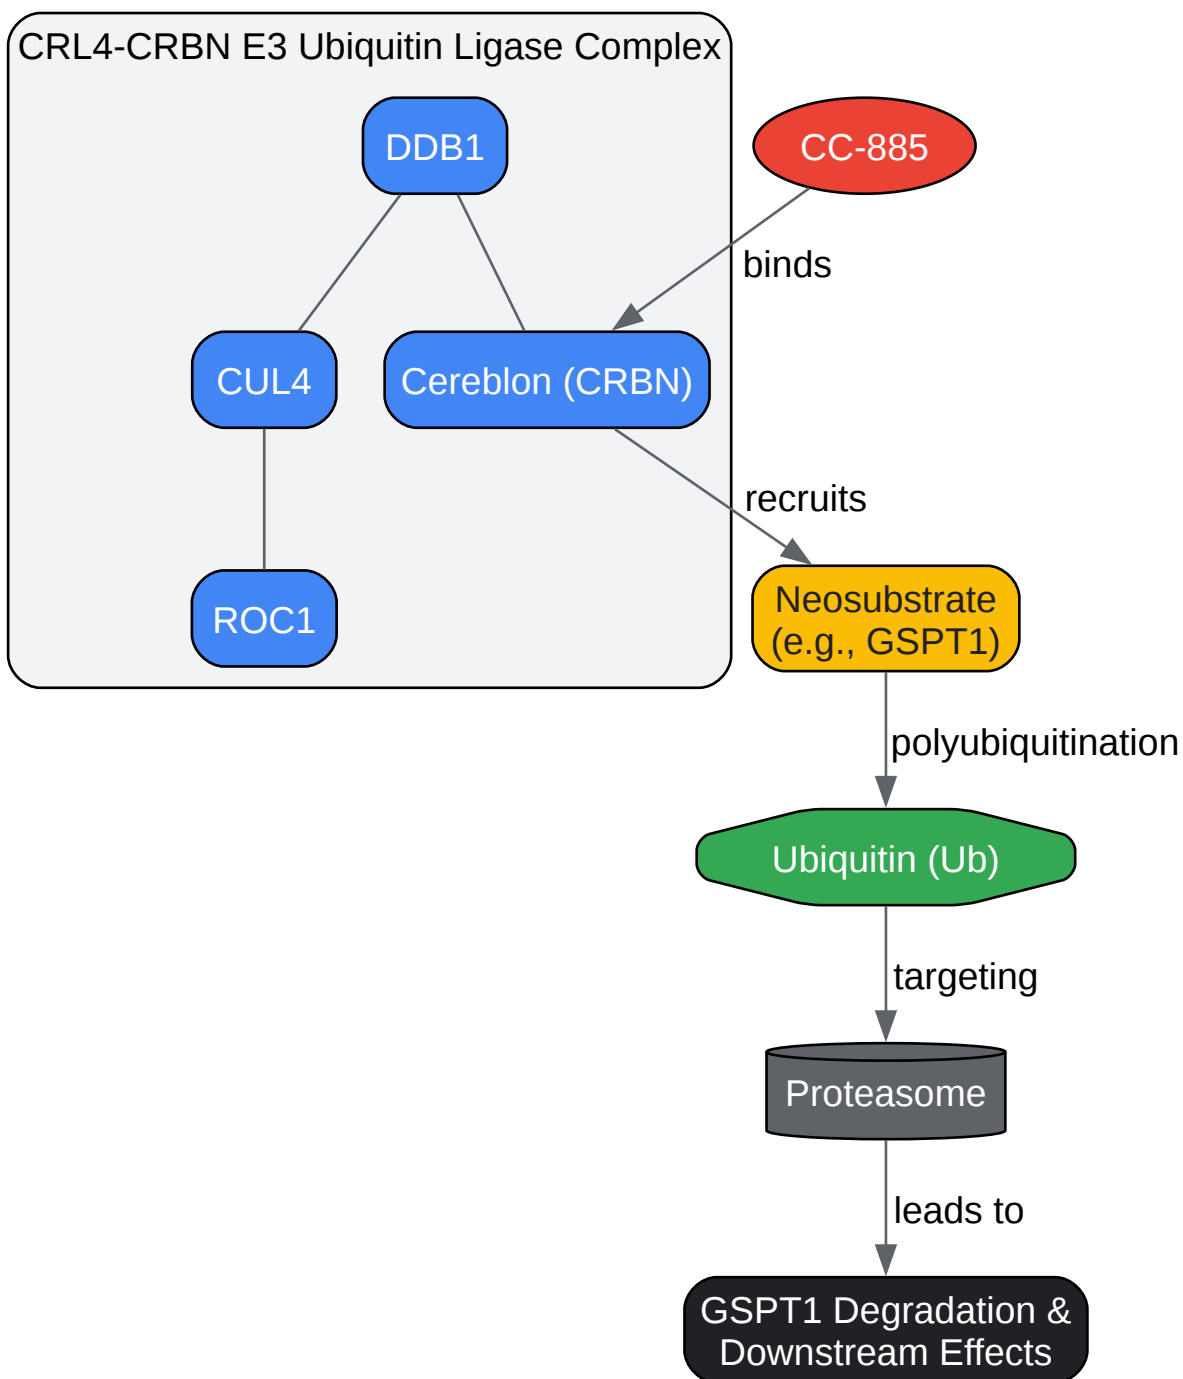 CRL4-CRBN E3 Ubiquitin Ligase Complex
DDB1
CC-885
binds
CUL4
Cereblon (CRBN)
recruits
ROC1
Neosubstrate
(e.g., GSPT1)
polyubiquitination
Ubiquitin (Ub)
targeting
Proteasome
leads to
GSPT1 Degradation &
Downstream Effects